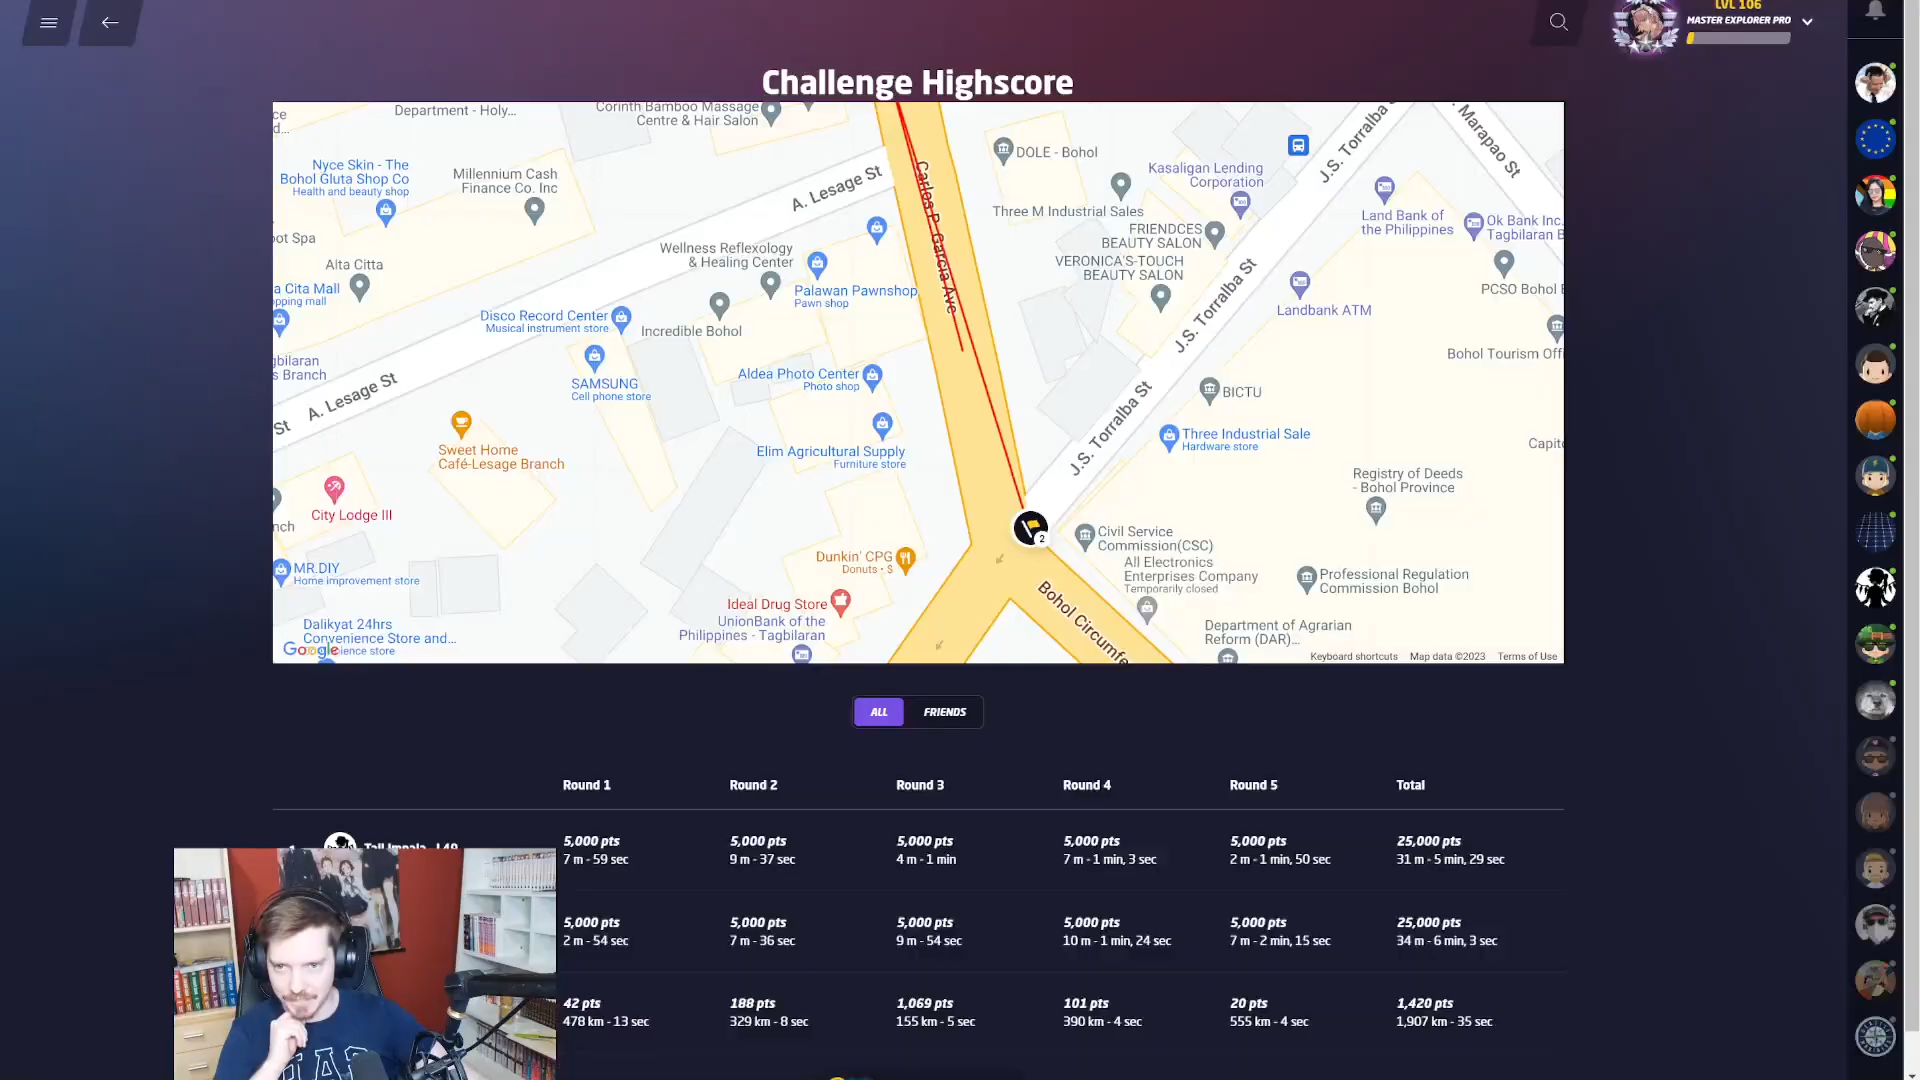 LVL 106
MASTER EXPLORER PRO
Challenge Highscore
ce
d...
Department - Holy...
Corinth Bamboo Massage
Centre & Hair Salon
Nyce Skin - The
Bohol Gluta Shop Co
Health and beauty shop
Millennium Cash
Finance Co. Inc
A. Lesage St
Carlos P. Garcia Ave
DOLE - Bohol
Kasaligan Lending
Corporation
J.S. Torralba S
Marapao St
Three M Industrial Sales
FRIENDCES
BEAUTY SALON
VERONICA'S-TOUCH
BEAUTY SALON
Land Bank of
the Philippines
Ok Bank Inc.
Tagbilaran B
oot Spa
Alta Citta
a Cita Mall
opping mall
Wellness Reflexology
& Healing Center
Palawan Pawnshop
Pawn shop
Disco Record Center
Musical instrument store
Incredible Bohol
J.S. Torralba St
Landbank ATM
PCSO Bohol B
gbilaran
s Branch
SAMSUNG
Cell phone store
Aldea Photo Center
Photo shop
Bohol Tourism Offi
A. Lesage St
St
BICTU
J.S. Torralba St
Sweet Home
Café-Lesage Branch
Elim Agricultural Supply
Furniture store
Three Industrial Sale
Hardware store
Capito
Registry of Deeds
- Bohol Province
City Lodge III
nch
2
Civil Service
Commission(CSC)
All Electronics
Enterprises Company
Temporarily closed
Dunkin' CPG
Donuts • $
MR.DIY
Home improvement store
Professional Regulation
Commission Bohol
Ideal Drug Store
UnionBank of the
Philippines - Tagbilaran
Bohol Circumfe
Department of Agrarian
Reform (DAR)...
Dalikyat 24hrs
Convenience Store and...
ience store
Google
Keyboard shortcuts Map data ©2023 Terms of Use
ALL FRIENDS
Round 1 Round 2 Round 3 Round 4 Round 5 Total
Tall Impala
5,000 pts 5,000 pts 5,000 pts 5,000 pts 5,000 pts 25,000 pts
7 m - 59 sec 9 m - 37 sec 4 m - 1 min 7 m - 1 min, 3 sec 2 m - 1 min, 50 sec 31 m - 5 min, 29 sec
5,000 pts 5,000 pts 5,000 pts 5,000 pts 5,000 pts 25,000 pts
2 m - 54 sec 7 m - 36 sec 9 m - 54 sec 10 m - 1 min, 24 sec 7 m - 2 min, 15 sec 34 m - 6 min, 3 sec
42 pts 188 pts 1,069 pts 101 pts 20 pts 1,420 pts
478 km - 13 sec 329 km - 8 sec 155 km - 5 sec 390 km - 4 sec 555 km - 4 sec 1,907 km - 35 sec